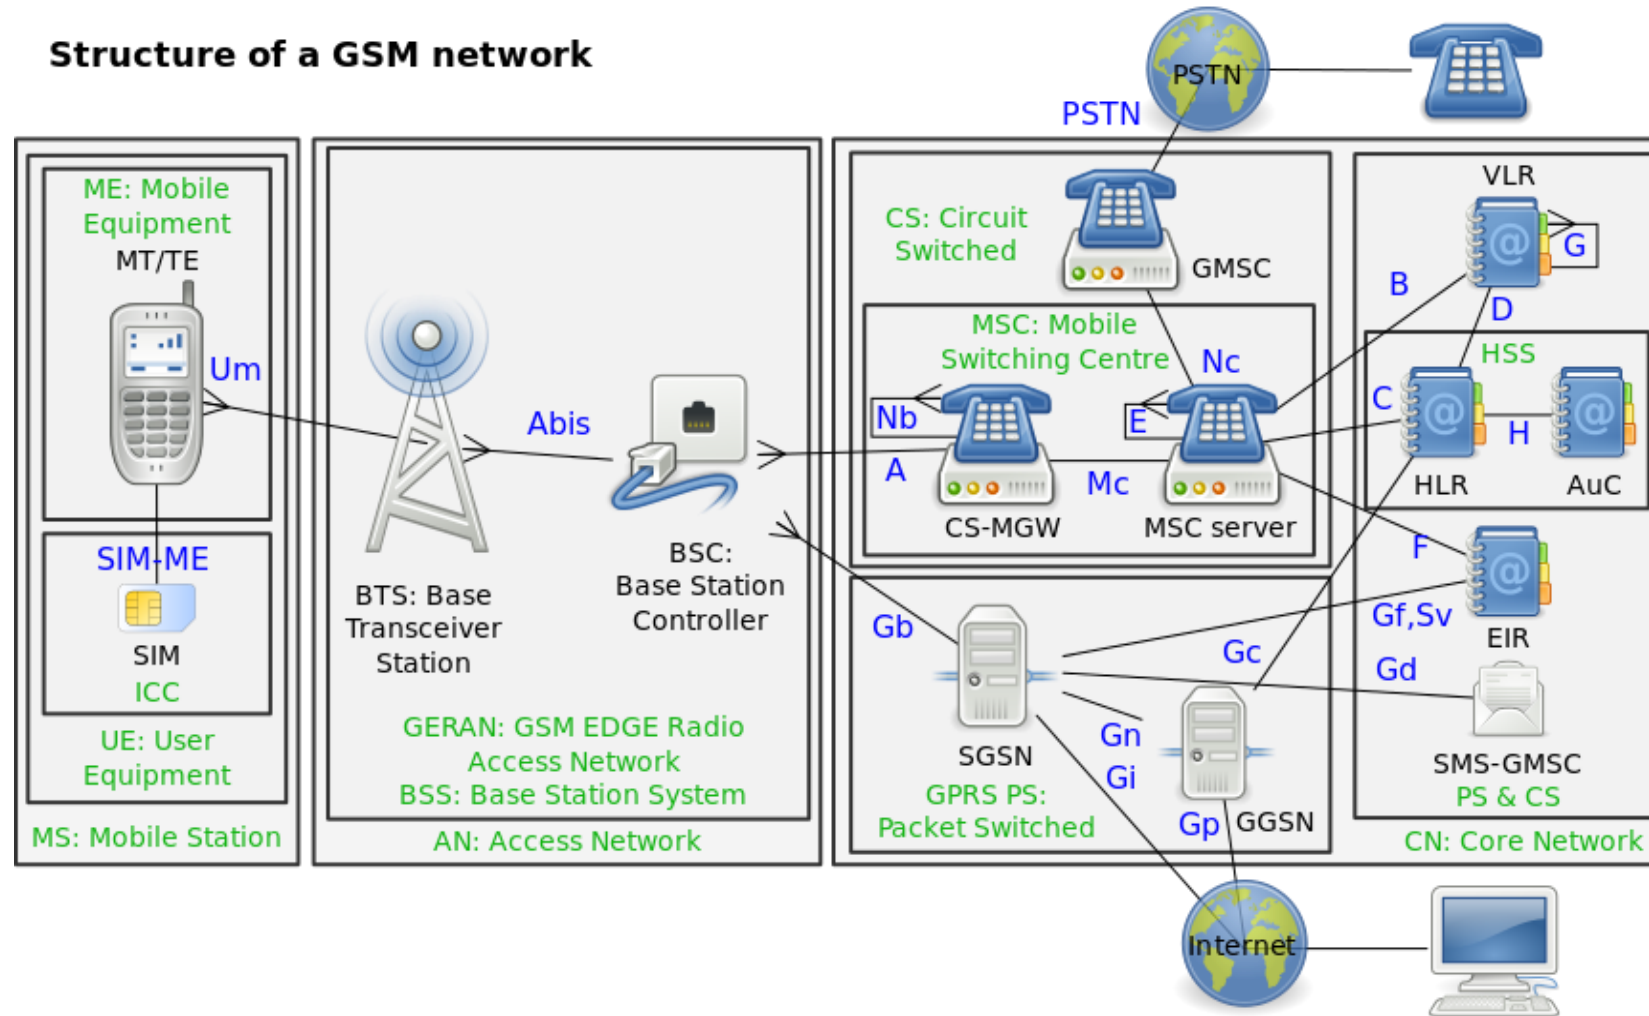 Structure of a GSM network
PSTN
PSTN
ME: Mobile
Equipment
MT/TE
Um
SIM-ME
SIM
ICC
UE: User
Equipment
MS: Mobile Station
Abis
BTS: Base
Transceiver
Station
BSC:
Base Station
Controller
GERAN: GSM EDGE Radio
Access Network
BSS: Base Station System
AN: Access Network
CS: Circuit
Switched
GMSC
MSC: Mobile
Switching Centre
Nc
Nb
E
A
Mc
CS-MGW
MSC server
VLR
G
B
D
HSS
C
H
HLR
AuC
F
Gb
Gf,Sv
EIR
Gc
Gd
Gn
Gi
SGSN
GPRS PS:
Packet Switched
Gp
GGSN
SMS-GMSC
PS & CS
CN: Core Network
Internet